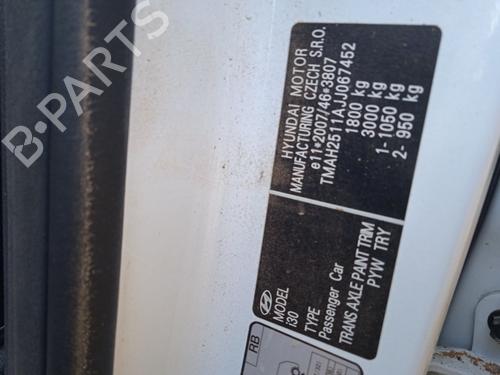 HYUNDAI MOTOR
MANUFACTURING CZECH S.R.O.
e11*2007/46*3807
TMAH2511AJJ067452
1800 kg
3000 kg
1- 1050 kg
2- 950 kg
MODEL
i30
TYPE
Passenger Car
TRANS AXLE PAINT TRIM
PYW TRY
RB
B-PARTS